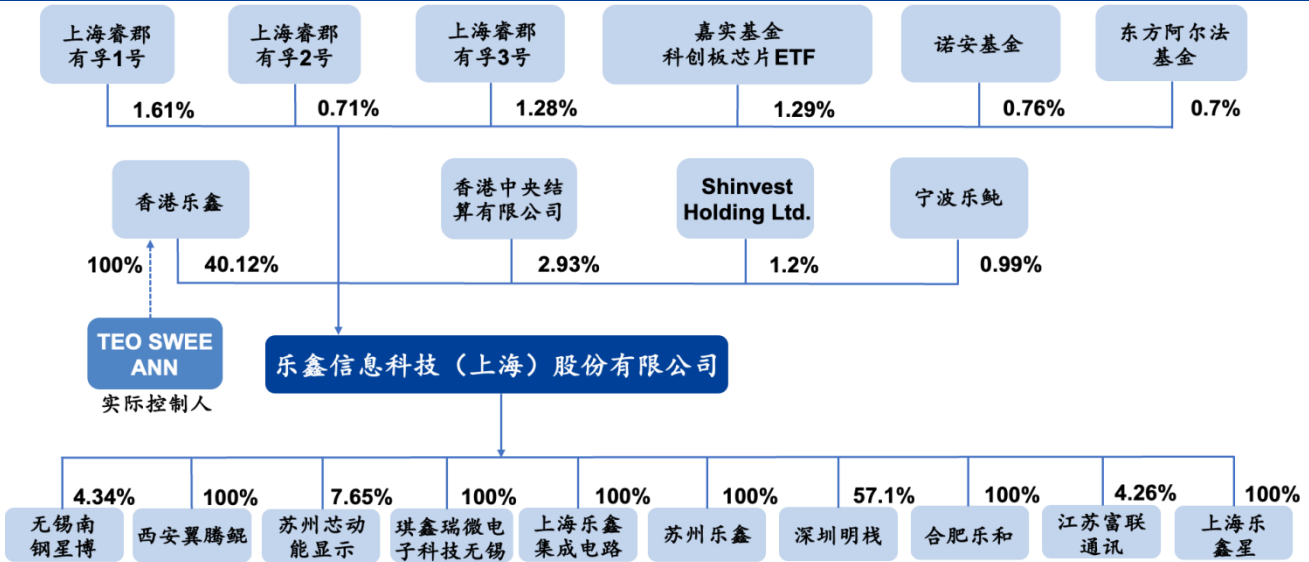 上海睿郡
有孚1号
上海睿郡
有孚2号
上海睿郡
有孚3号
嘉实基金
科创板芯片ETF
诺安基金
东方阿尔法
基金
1.61%
0.71%
1.28%
1.29%
0.76%
0.7%
香港乐鑫
香港中央结
算有限公司
Shinvest
Holding Ltd.
宁波乐鲀
100%
40.12%
2.93%
1.2%
0.99%
TEO SWEE
ANN
实际控制人
乐鑫信息科技（上海）股份有限公司
4.34%
100%
7.65%
100%
100%
100%
57.1%
100%
4.26%
100%
无锡南
钢星博
西安翼腾鲲
苏州芯动
能显示
琪鑫瑞微电
子科技无锡
上海乐鑫
集成电路
苏州乐鑫
深圳明栈
合肥乐和
江苏富联
通讯
上海乐
鑫星